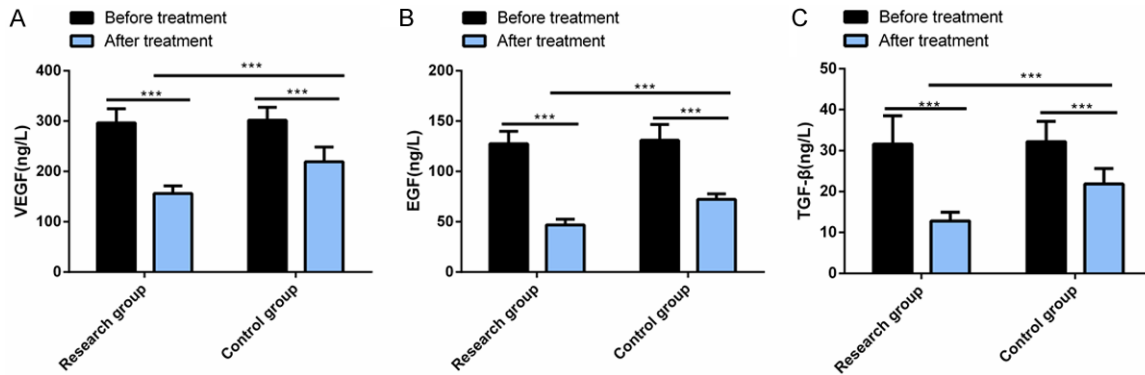 A
Before treatment
After treatment
VEGF(ng/L)
400
300
200
100
0
***
***
***
Research group
Control group
B
Before treatment
After treatment
EGF(ng/L)
200
150
100
50
0
***
***
***
Research group
Control group
C
Before treatment
After treatment
TGF-β(ng/L)
50
40
30
20
10
0
***
***
***
Research group
Control group